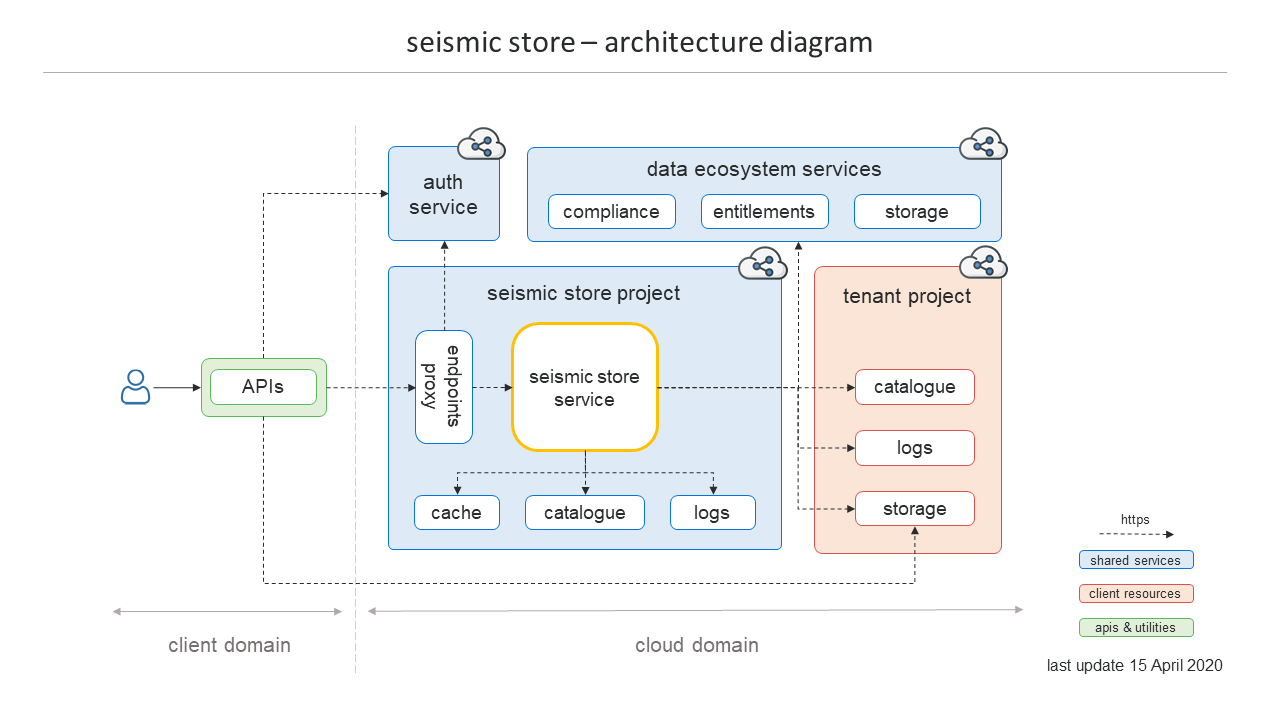 seismic store – architecture diagram
auth
service
data ecosystem services
compliance
entitlements
storage
seismic store project
endpoints
proxy
seismic store
service
cache
catalogue
logs
tenant project
catalogue
logs
storage
APIs
client domain
cloud domain
https
shared services
client resources
apis & utilities
last update 15 April 2020